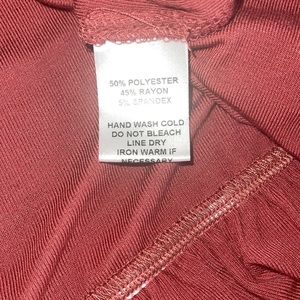 50% POLYESTER
45% RAYON
5% SPANDEX
HAND WASH COLD
DO NOT BLEACH
LINE DRY
IRON WARM IF
NECESSARY